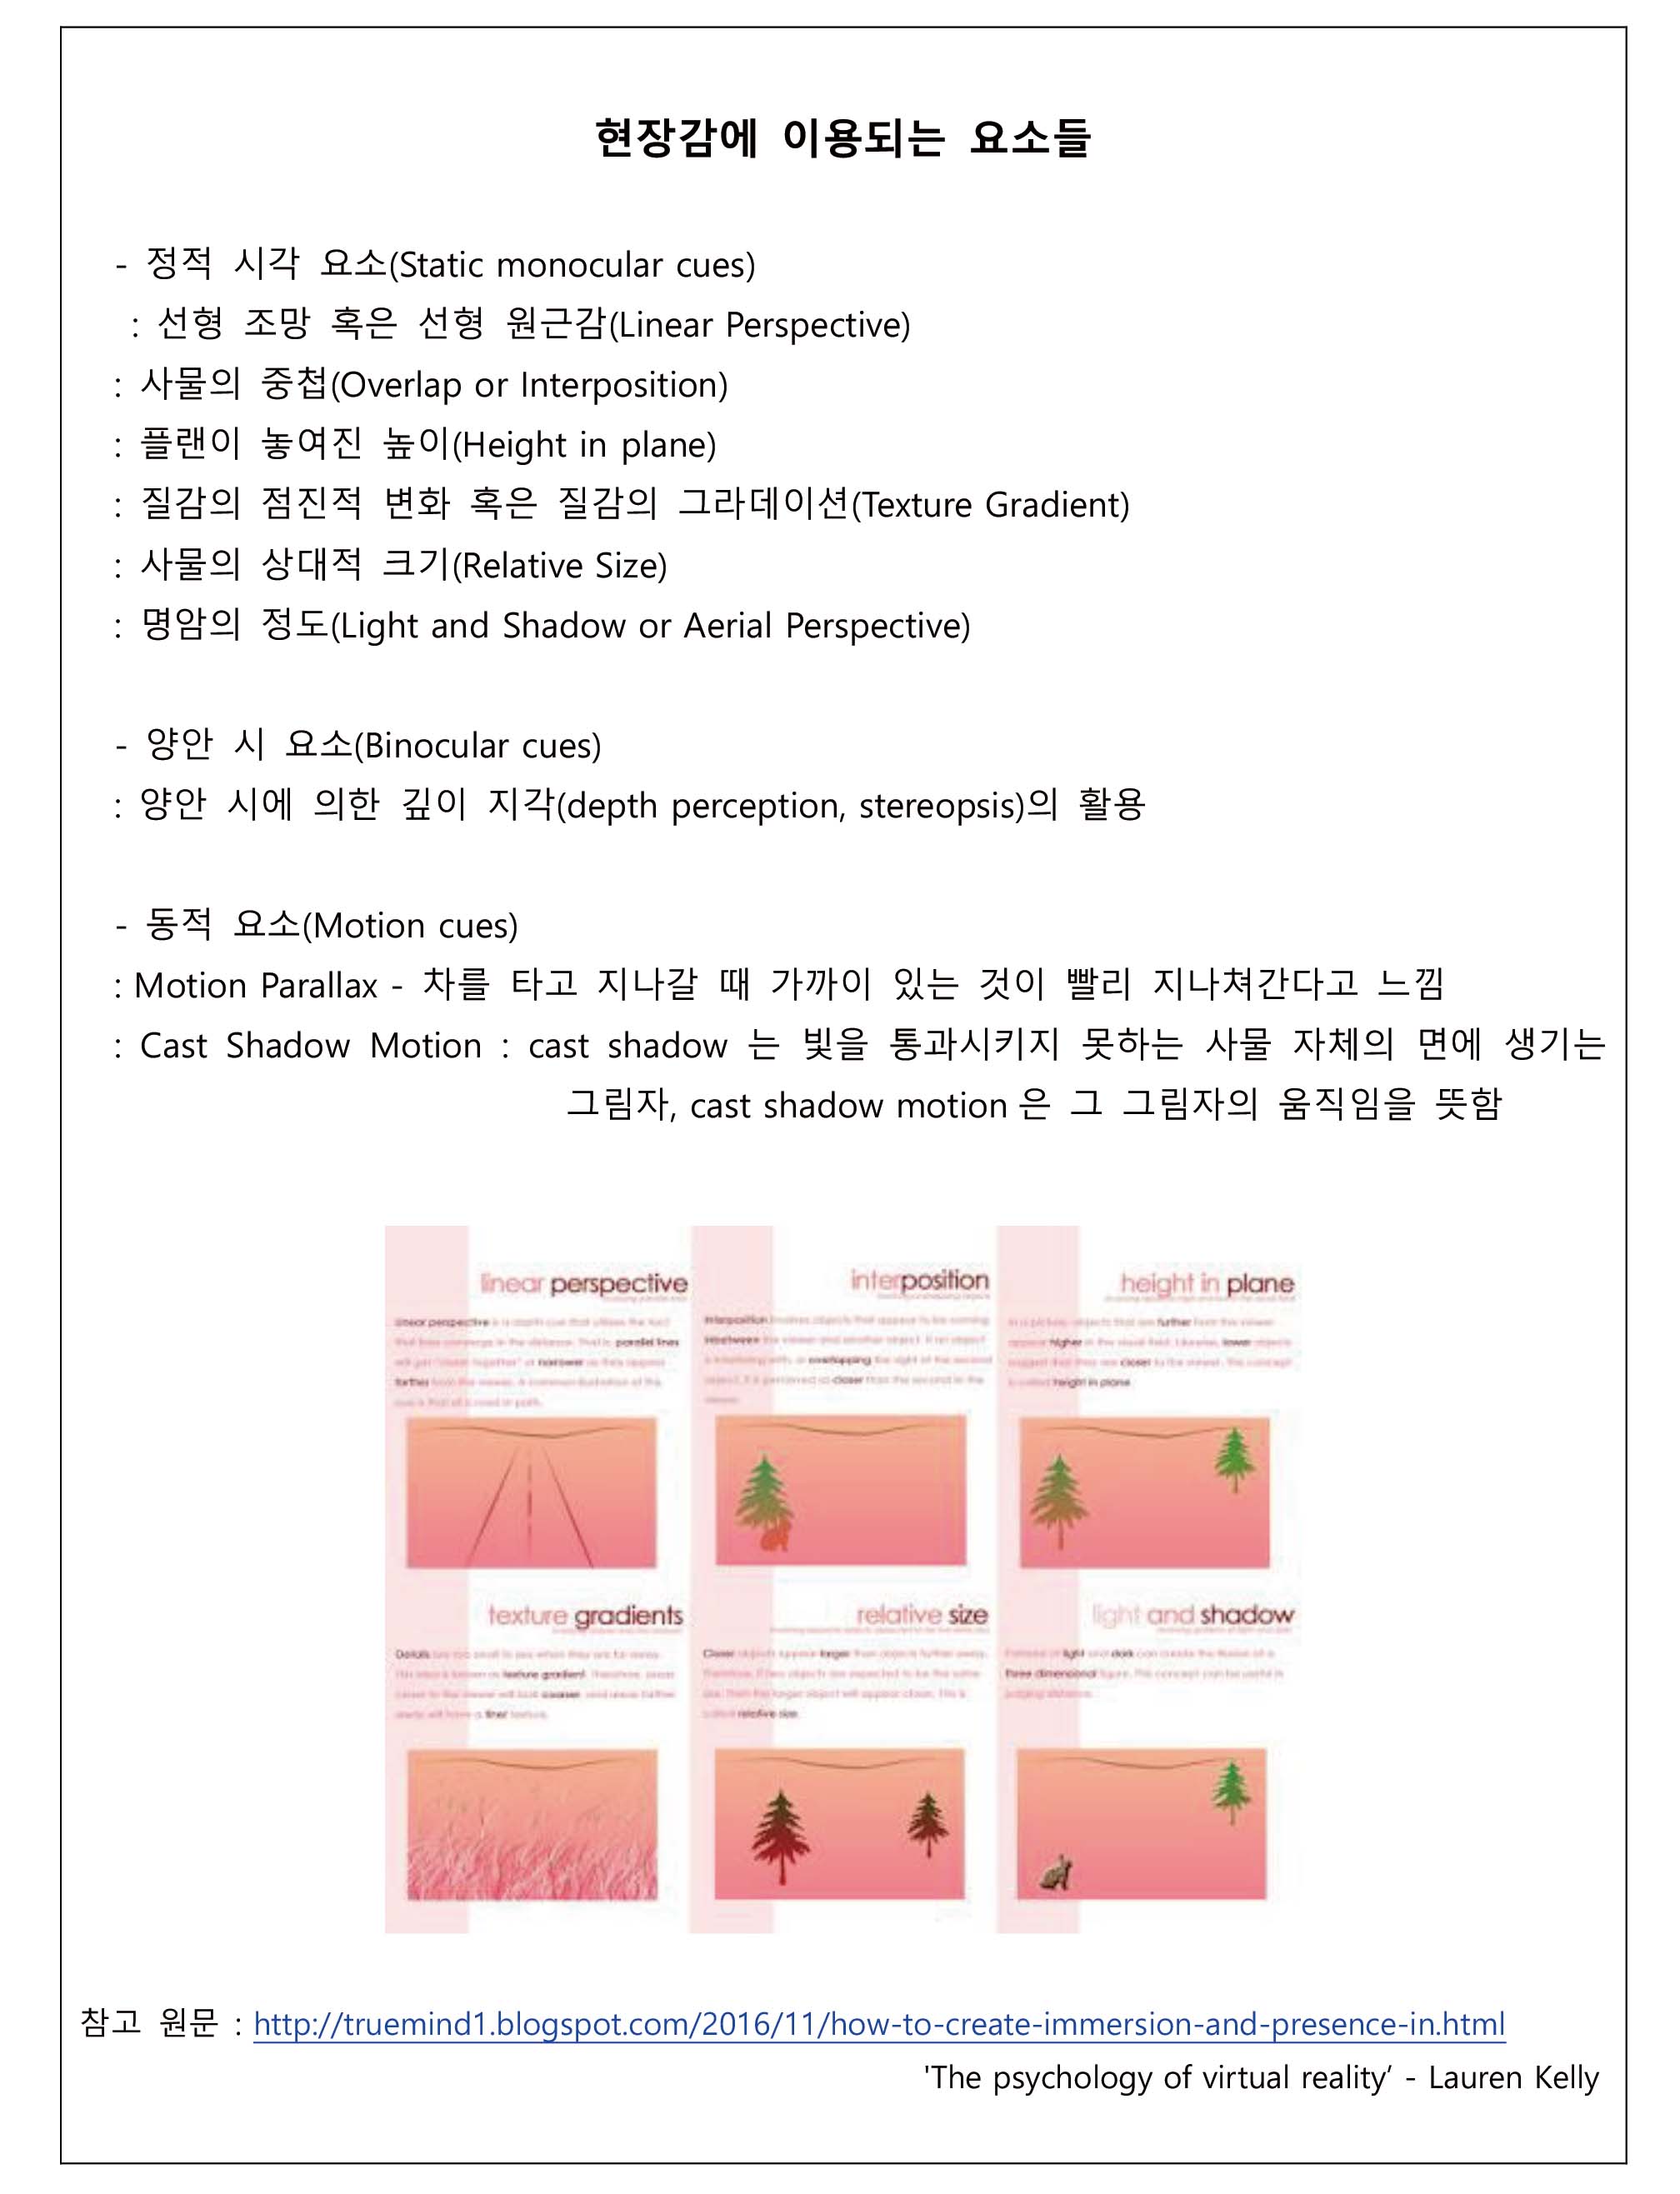 현장감에 이용되는 요소들
- 정적 시각 요소(Static monocular cues)
: 선형 조망 혹은 선형 원근감(Linear Perspective)
: 사물의 중첩(Overlap or Interposition)
: 플랜이 놓여진 높이(Height in plane)
: 질감의 점진적 변화 혹은 질감의 그라데이션(Texture Gradient)
: 사물의 상대적 크기(Relative Size)
: 명암의 정도(Light and Shadow or Aerial Perspective)
- 양안 시 요소(Binocular cues)
: 양안 시에 의한 깊이 지각(depth perception, stereopsis)의 활용
- 동적 요소(Motion cues)
: Motion Parallax - 차를 타고 지나갈 때 가까이 있는 것이 빨리 지나쳐간다고 느낌
: Cast Shadow Motion : cast shadow 는 빛을 통과시키지 못하는 사물 자체의 면에 생기는
그림자, cast shadow motion 은 그 그림자의 움직임을 뜻함
linear perspective
interposition
height in plane
texture gradients
relative size
light and shadow
참고 원문 : http://truemind1.blogspot.com/2016/11/how-to-create-immersion-and-presence-in.html
'The psychology of virtual reality’ - Lauren Kelly